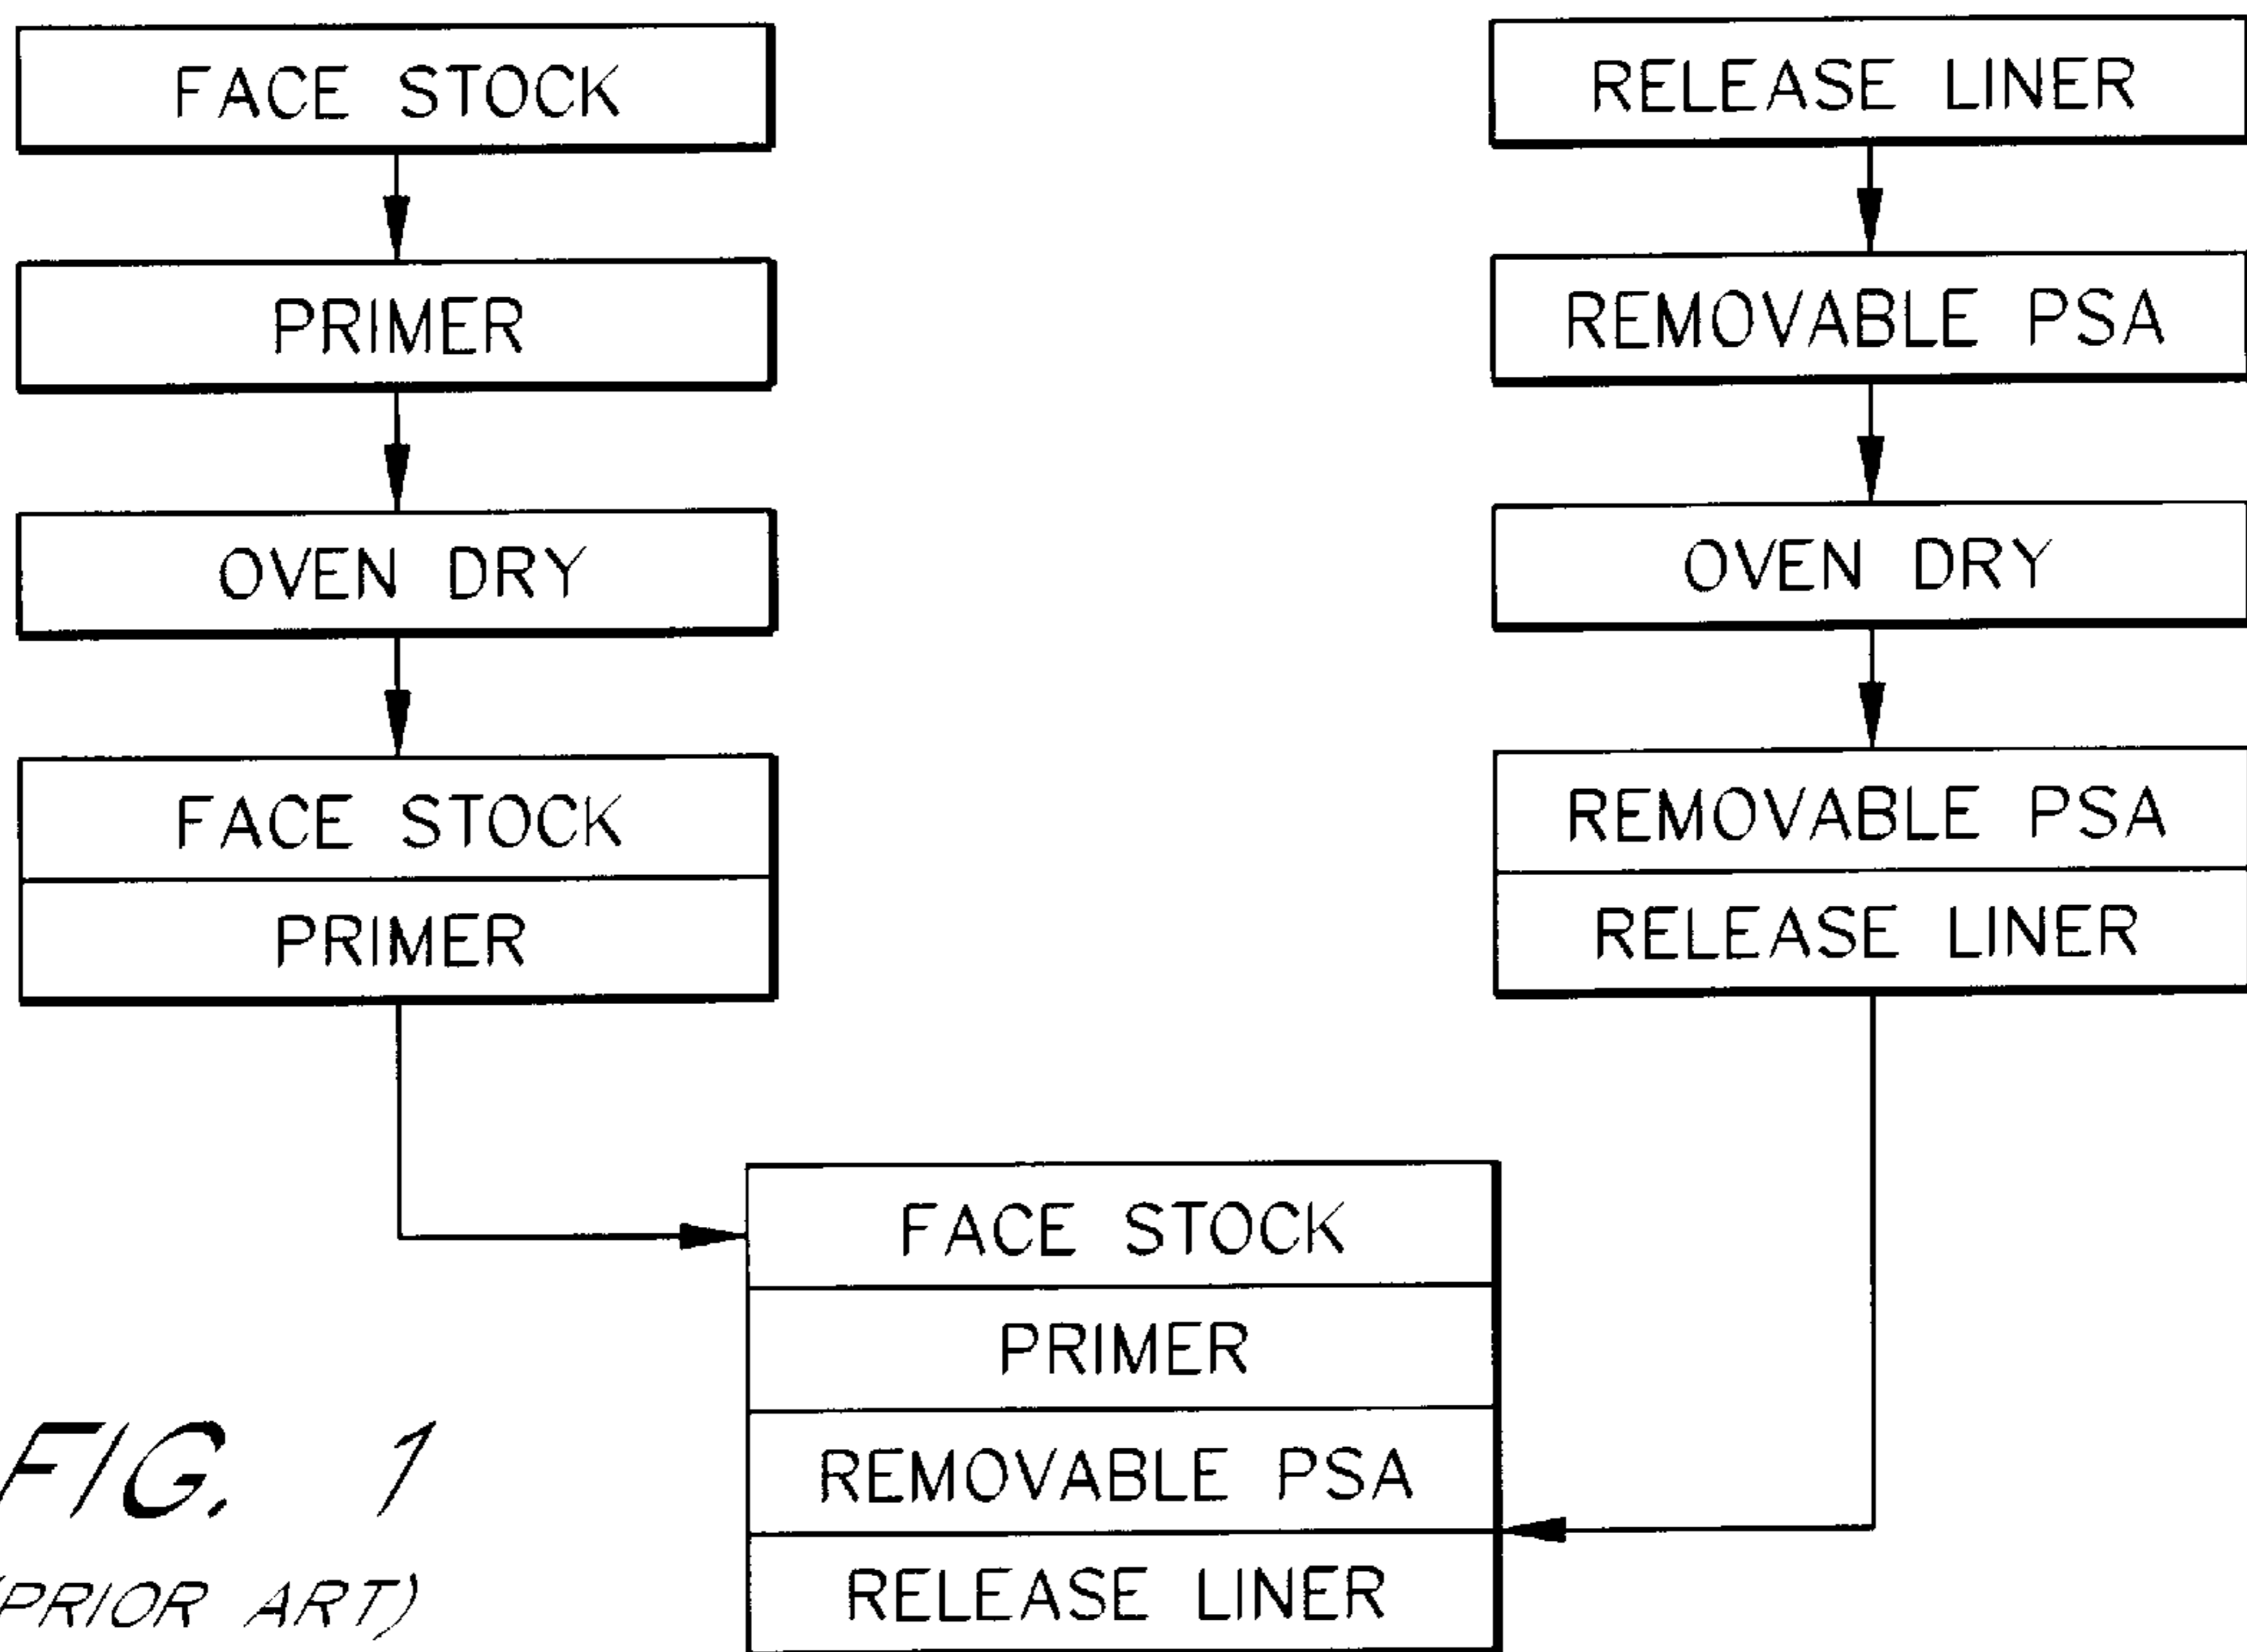 FACE STOCK
PRIMER
OVEN DRY
FACE STOCK
PRIMER
RELEASE LINER
REMOVABLE PSA
OVEN DRY
REMOVABLE PSA
RELEASE LINER
FACE STOCK
PRIMER
REMOVABLE PSA
RELEASE LINER
FIG. 1
(PRIOR ART)